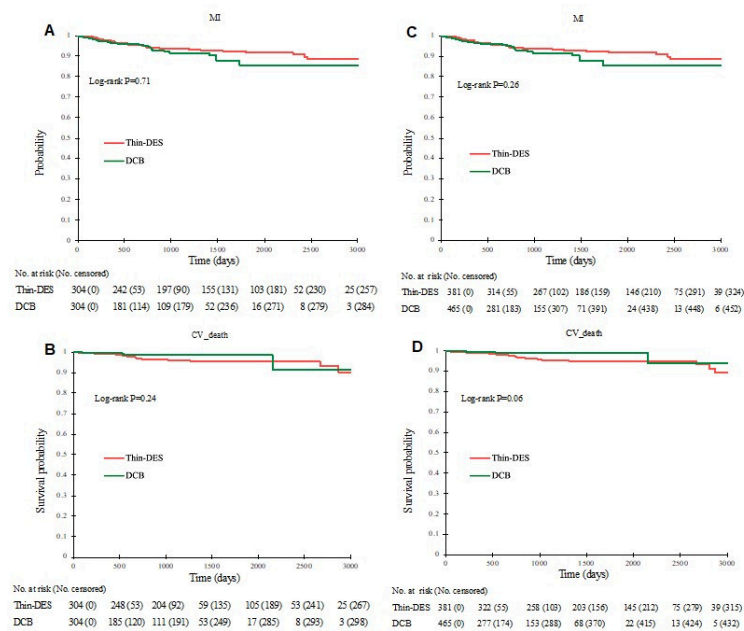 A
MI
1
0.9
0.8
0.7
0.6
0.5
0.4
0.3
0.2
0.1
0
Probability
Log-rank P=0.71
Thin-DES
DCB
0 500 1000 1500 2000 2500 3000
Time (days)
No. at risk (No. censored)
Thin-DES 304 (0) 242 (53) 197 (90) 155 (131) 103 (181) 52 (230) 25 (257)
DCB 304 (0) 181 (114) 109 (179) 52 (236) 16 (271) 8 (279) 3 (284)
C
MI
1
0.9
0.8
0.7
0.6
0.5
0.4
0.3
0.2
0.1
0
Probability
Log-rank P=0.26
Thin-DES
DCB
0 500 1000 1500 2000 2500 3000
Time (days)
No. at risk (No. censored)
Thin-DES 381 (0) 314 (55) 267 (102) 186 (159) 146 (210) 75 (291) 39 (324)
DCB 465 (0) 281 (183) 155 (307) 71 (391) 24 (438) 13 (448) 6 (452)
B
CV_death
1
0.9
0.8
0.7
0.6
0.5
0.4
0.3
0.2
0.1
0
Survival probability
Log-rank P=0.24
Thin-DES
DCB
0 500 1000 1500 2000 2500 3000
Time (days)
No. at risk (No. censored)
Thin-DES 304 (0) 248 (53) 204 (92) 59 (135) 105 (189) 53 (241) 25 (267)
DCB 304 (0) 185 (120) 111 (191) 53 (249) 17 (285) 8 (293) 3 (298)
D
CV_death
1
0.9
0.8
0.7
0.6
0.5
0.4
0.3
0.2
0.1
0
Survival probability
Log-rank P=0.06
Thin-DES
DCB
0 500 1000 1500 2000 2500 3000
Time (days)
No. at risk (No. censored)
Thin-DES 381 (0) 322 (55) 258 (103) 203 (156) 145 (212) 75 (279) 39 (315)
DCB 465 (0) 277 (174) 153 (288) 68 (370) 22 (415) 13 (424) 5 (432)